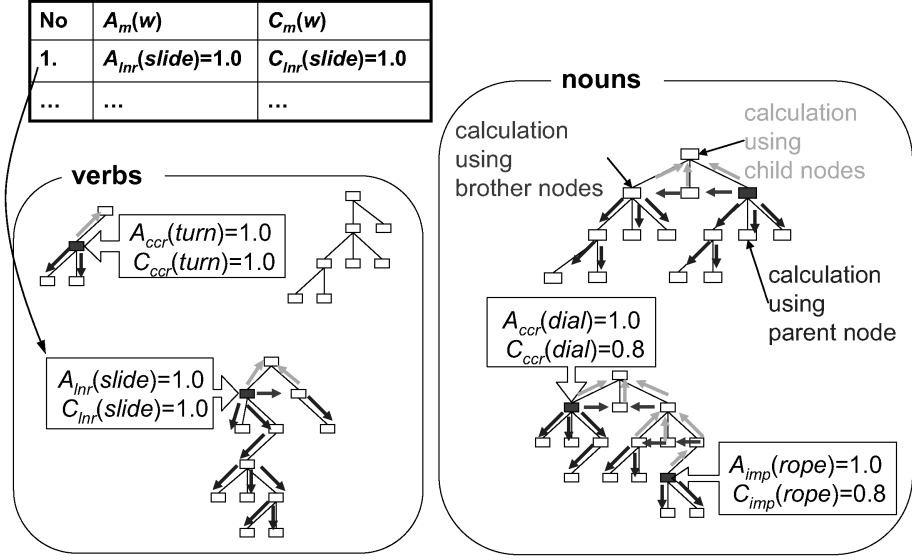 No A_m(w) C_m(w)
1. A_lnr(slide)=1.0 C_lnr(slide)=1.0
... ... ...
verbs
A_ccr(turn)=1.0
C_ccr(turn)=1.0
A_lnr(slide)=1.0
C_lnr(slide)=1.0
nouns
calculation
using
brother nodes
calculation
using
child nodes
calculation
using
parent node
A_ccr(dial)=1.0
C_ccr(dial)=0.8
A_imp(rope)=1.0
C_imp(rope)=0.8